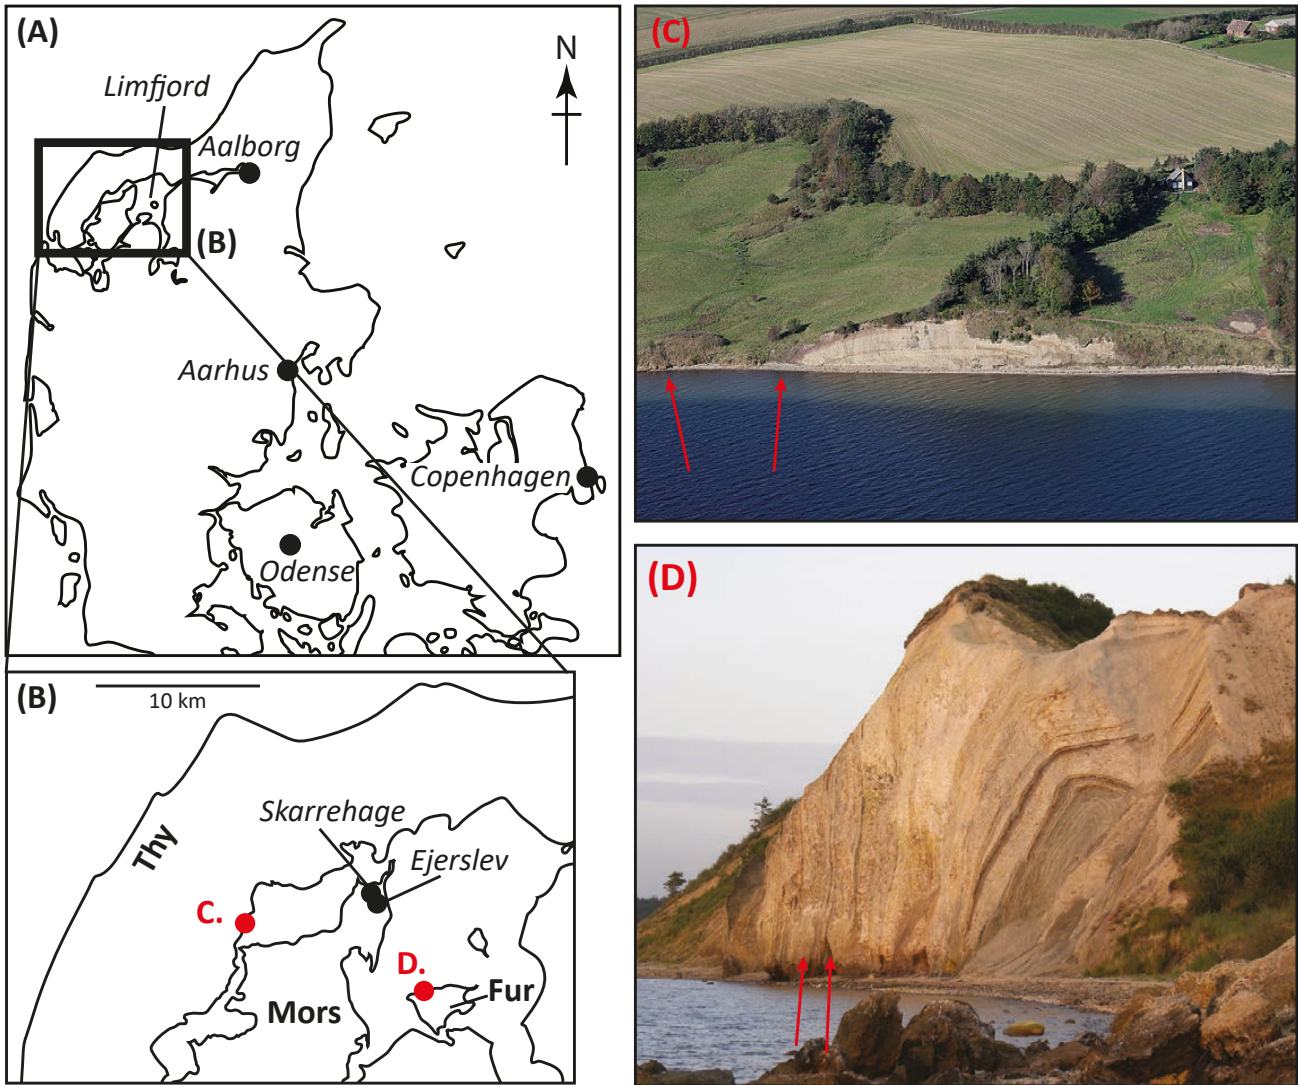 (A)
N
Limfjord
Aalborg
(B)
Aarhus
Copenhagen
Odense
(B)
10 km
Skarrehage
Ejerslev
Thy
C.
D.
Fur
Mors
(C)
(D)